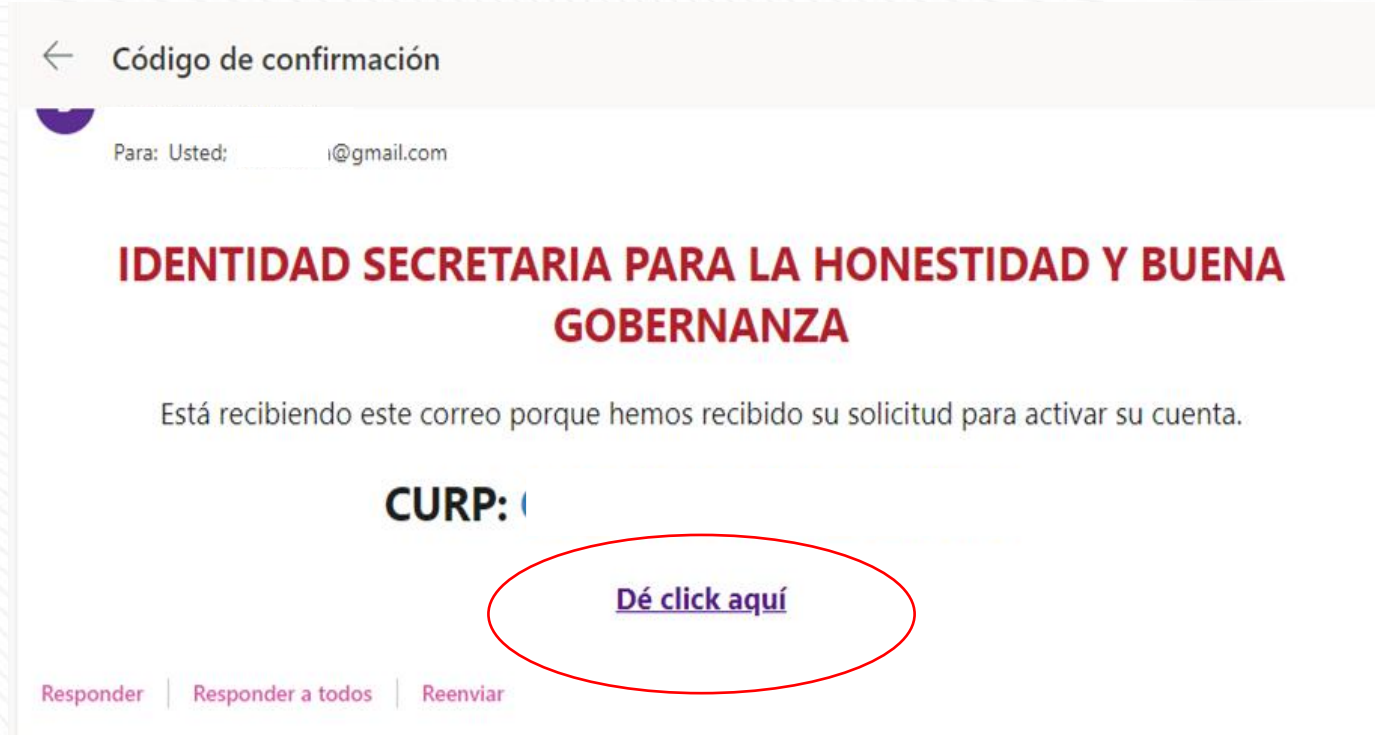 Código de confirmación
Para: Usted; @gmail.com
IDENTIDAD SECRETARIA PARA LA HONESTIDAD Y BUENA
GOBERNANZA
Está recibiendo este correo porque hemos recibido su solicitud para activar su cuenta.
CURP:
Dé click aquí
Responder | Responder a todos | Reenviar